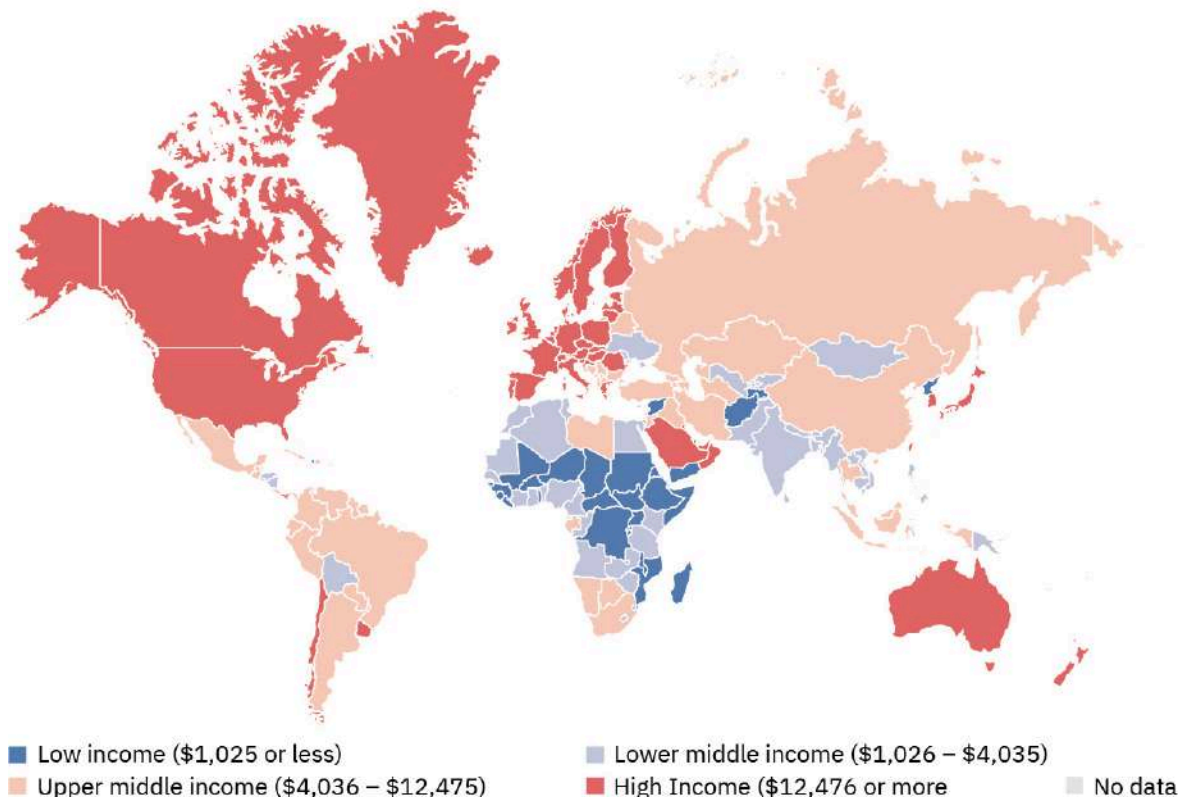 Low income ($1,025 or less)
Lower middle income ($1,026 – $4,035)
Upper middle income ($4,036 – $12,475)
High Income ($12,476 or more
No data